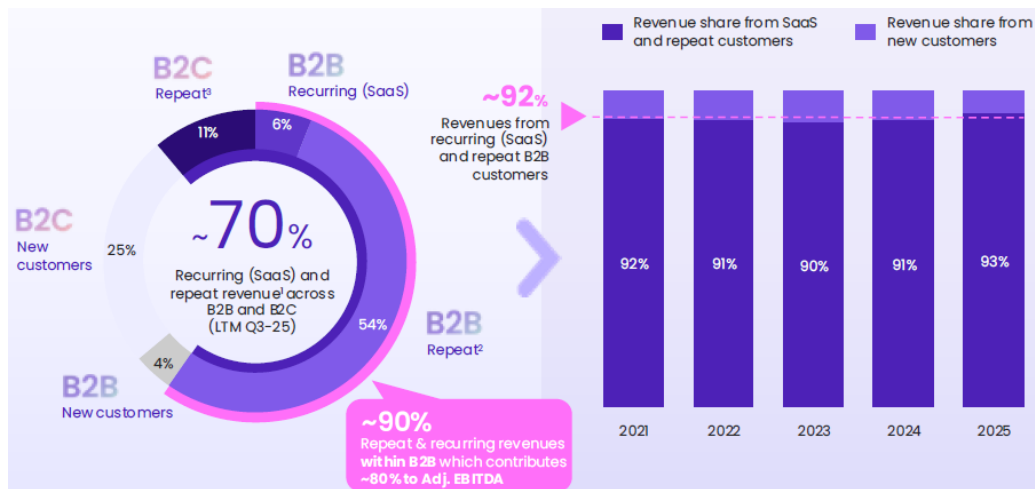 B2C
Repeat³
B2B
Recurring (SaaS)
11%
6%
B2C
New
customers
25%
~70%
Recurring (SaaS) and
repeat revenue¹ across
B2B and B2C
(LTM Q3-25)
54%
B2B
Repeat²
4%
B2B
New customers
~90%
Repeat & recurring revenues
within B2B which contributes
~80% to Adj. EBITDA
Revenue share from SaaS
and repeat customers
Revenue share from
new customers
~92%
Revenues from
recurring (SaaS)
and repeat B2B
customers
92%
91%
90%
91%
93%
2021
2022
2023
2024
2025